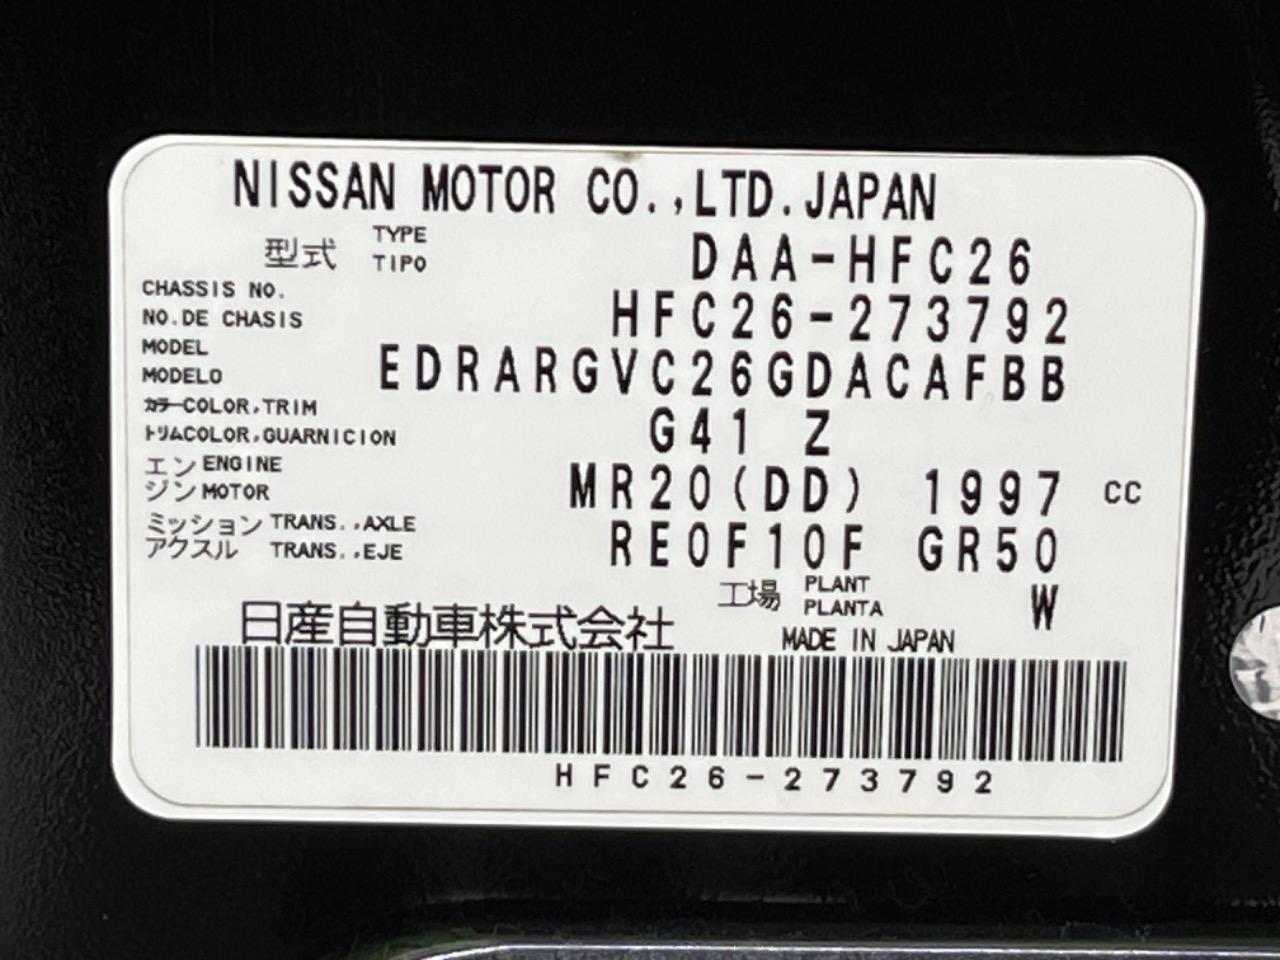 NISSAN MOTOR CO.,LTD.JAPAN
型式 TYPE TIPO DAA-HFC26
CHASSIS NO.
NO.DE CHASIS HFC26-273792
MODEL
MODELO EDRARGVC26GDACAFBB
カラーCOLOR,TRIM
トリムCOLOR,GUARNICION G41 Z
エンジン ENGINE MOTOR MR20(DD) 1997 CC
ミッション TRANS.,AXLE
アクスル TRANS.,EJE RE0F10F GR50
工場 PLANT PLANTA W
日産自動車株式会社 MADE IN JAPAN
HFC26-273792